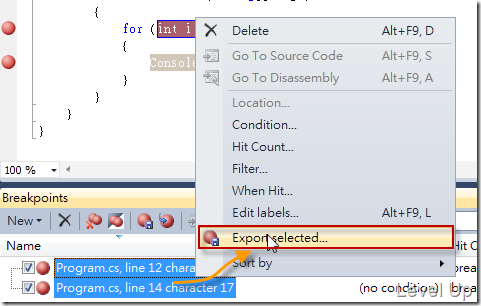 {
for (int i
{
Console
}
}
}
}
100 %
Delete Alt+F9, D
Go To Source Code Alt+F9, S
Go To Disassembly Alt+F9, A
Location...
Condition...
Hit Count...
Filter...
When Hit...
Edit labels... Alt+F9, L
Export selected...
Sort by
Breakpoints
New
Name Hit C
Program.cs, line 12 chara brea
Program.cs, line 14 character 17 (no condition) brea
Level Up